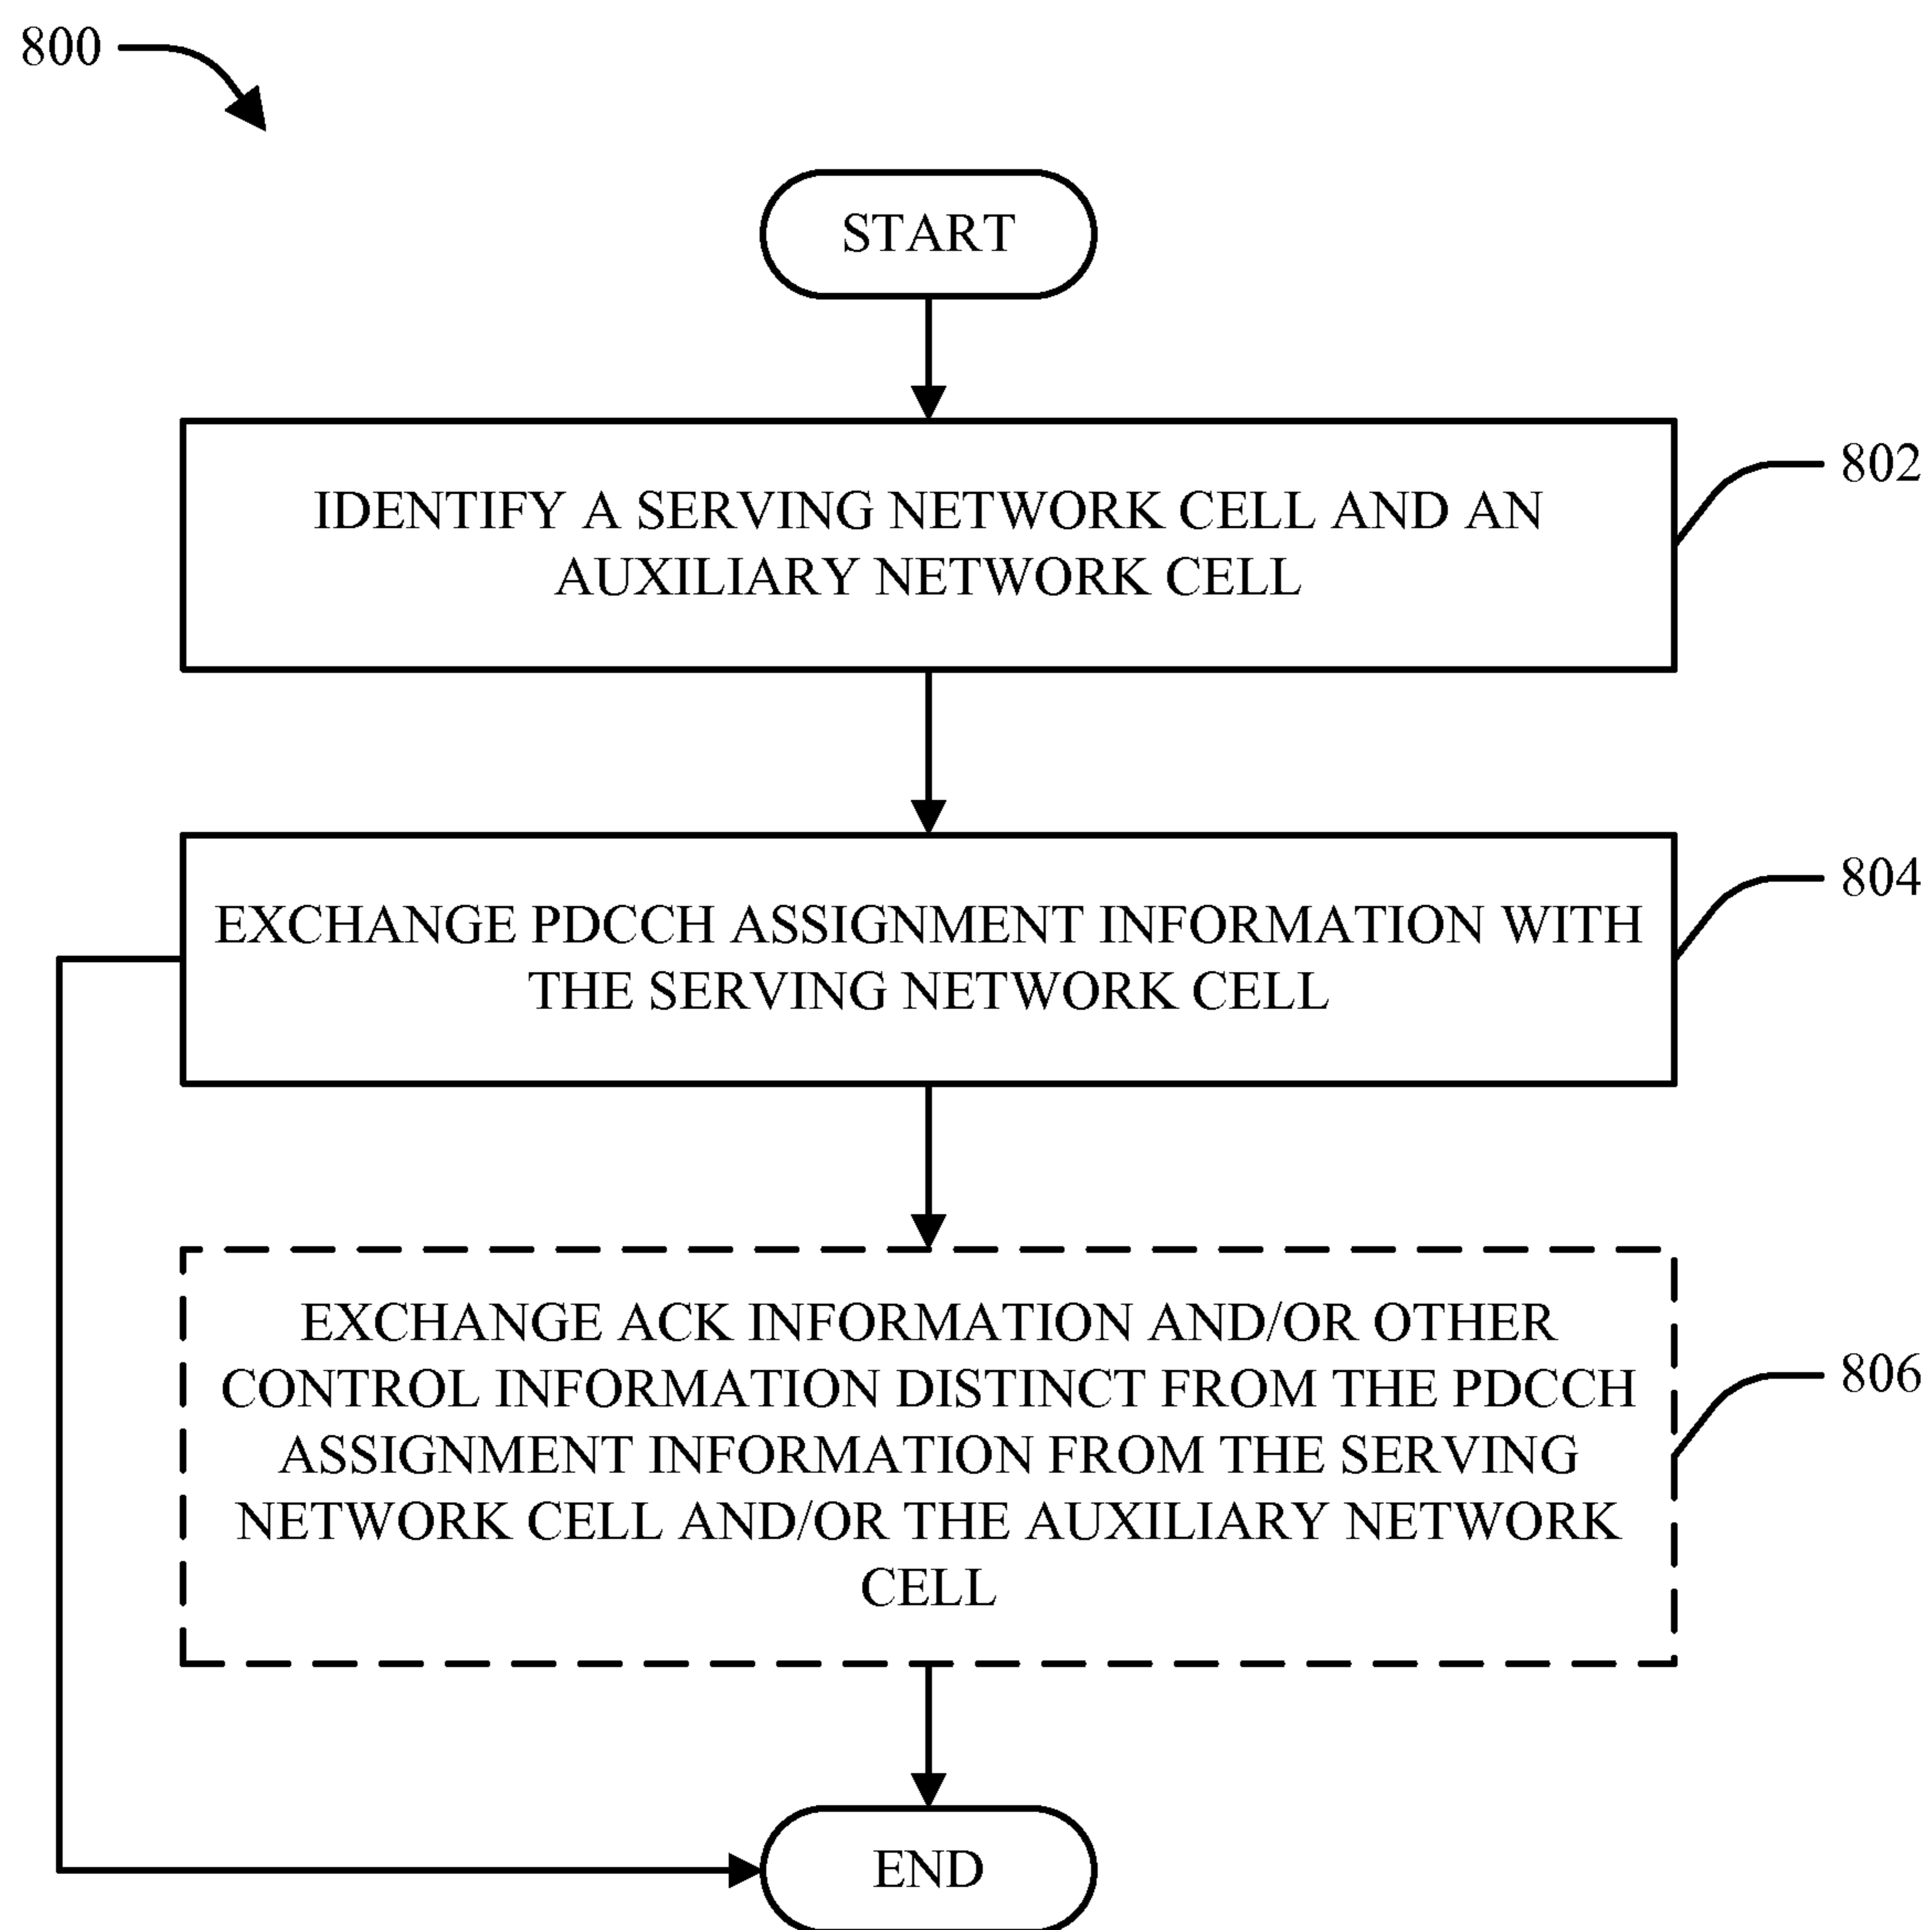 800
START
IDENTIFY A SERVING NETWORK CELL AND AN
AUXILIARY NETWORK CELL
802
EXCHANGE PDCCH ASSIGNMENT INFORMATION WITH
THE SERVING NETWORK CELL
804
EXCHANGE ACK INFORMATION AND/OR OTHER
CONTROL INFORMATION DISTINCT FROM THE PDCCH
ASSIGNMENT INFORMATION FROM THE SERVING
NETWORK CELL AND/OR THE AUXILIARY NETWORK
CELL
806
END